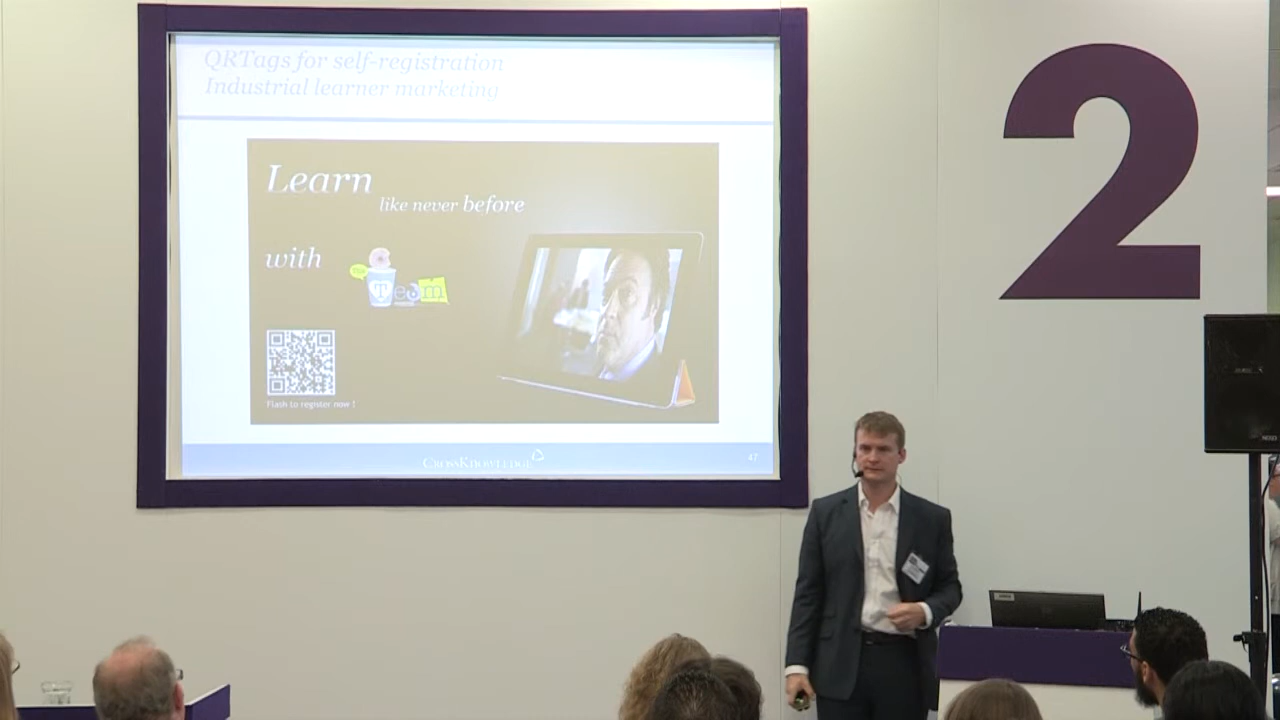 QRTags for self-registration
Industrial learner marketing
Learn
like never before
with
Team
Flash to register now !
CROSSKNOWLEDGE
47
2